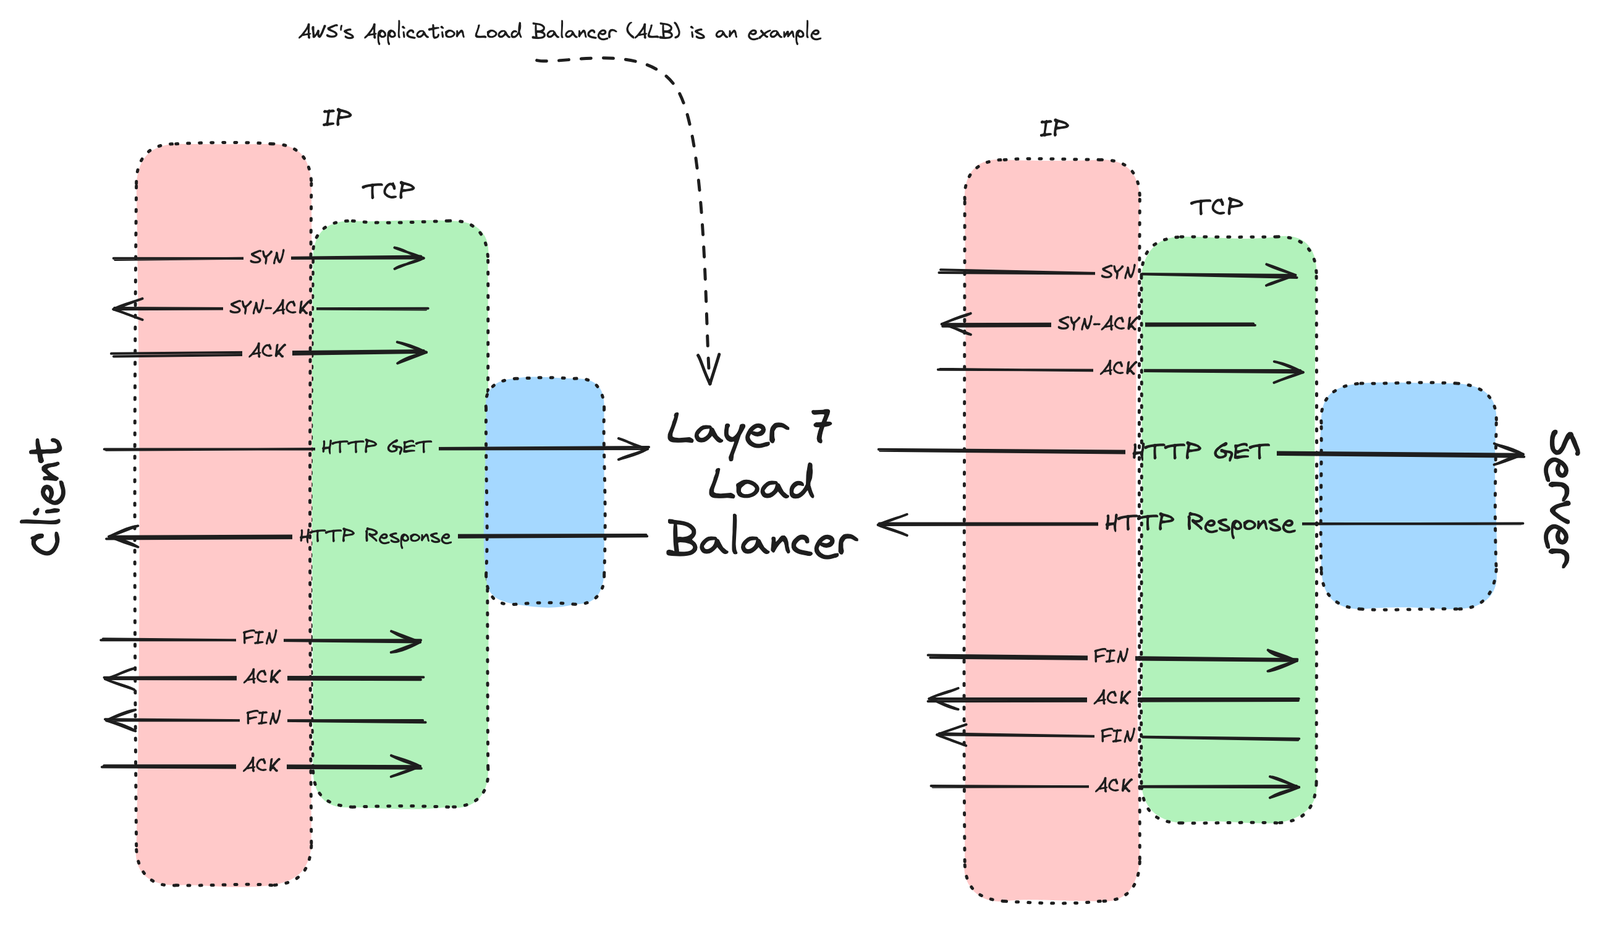 AWS's Application Load Balancer (ALB) is an example
IP
TCP
SYN
SYN-ACK
ACK
HTTP GET
HTTP Response
FIN
ACK
FIN
ACK
Client
Layer 7
Load
Balancer
IP
TCP
SYN
SYN-ACK
ACK
HTTP GET
HTTP Response
FIN
ACK
FIN
ACK
Server